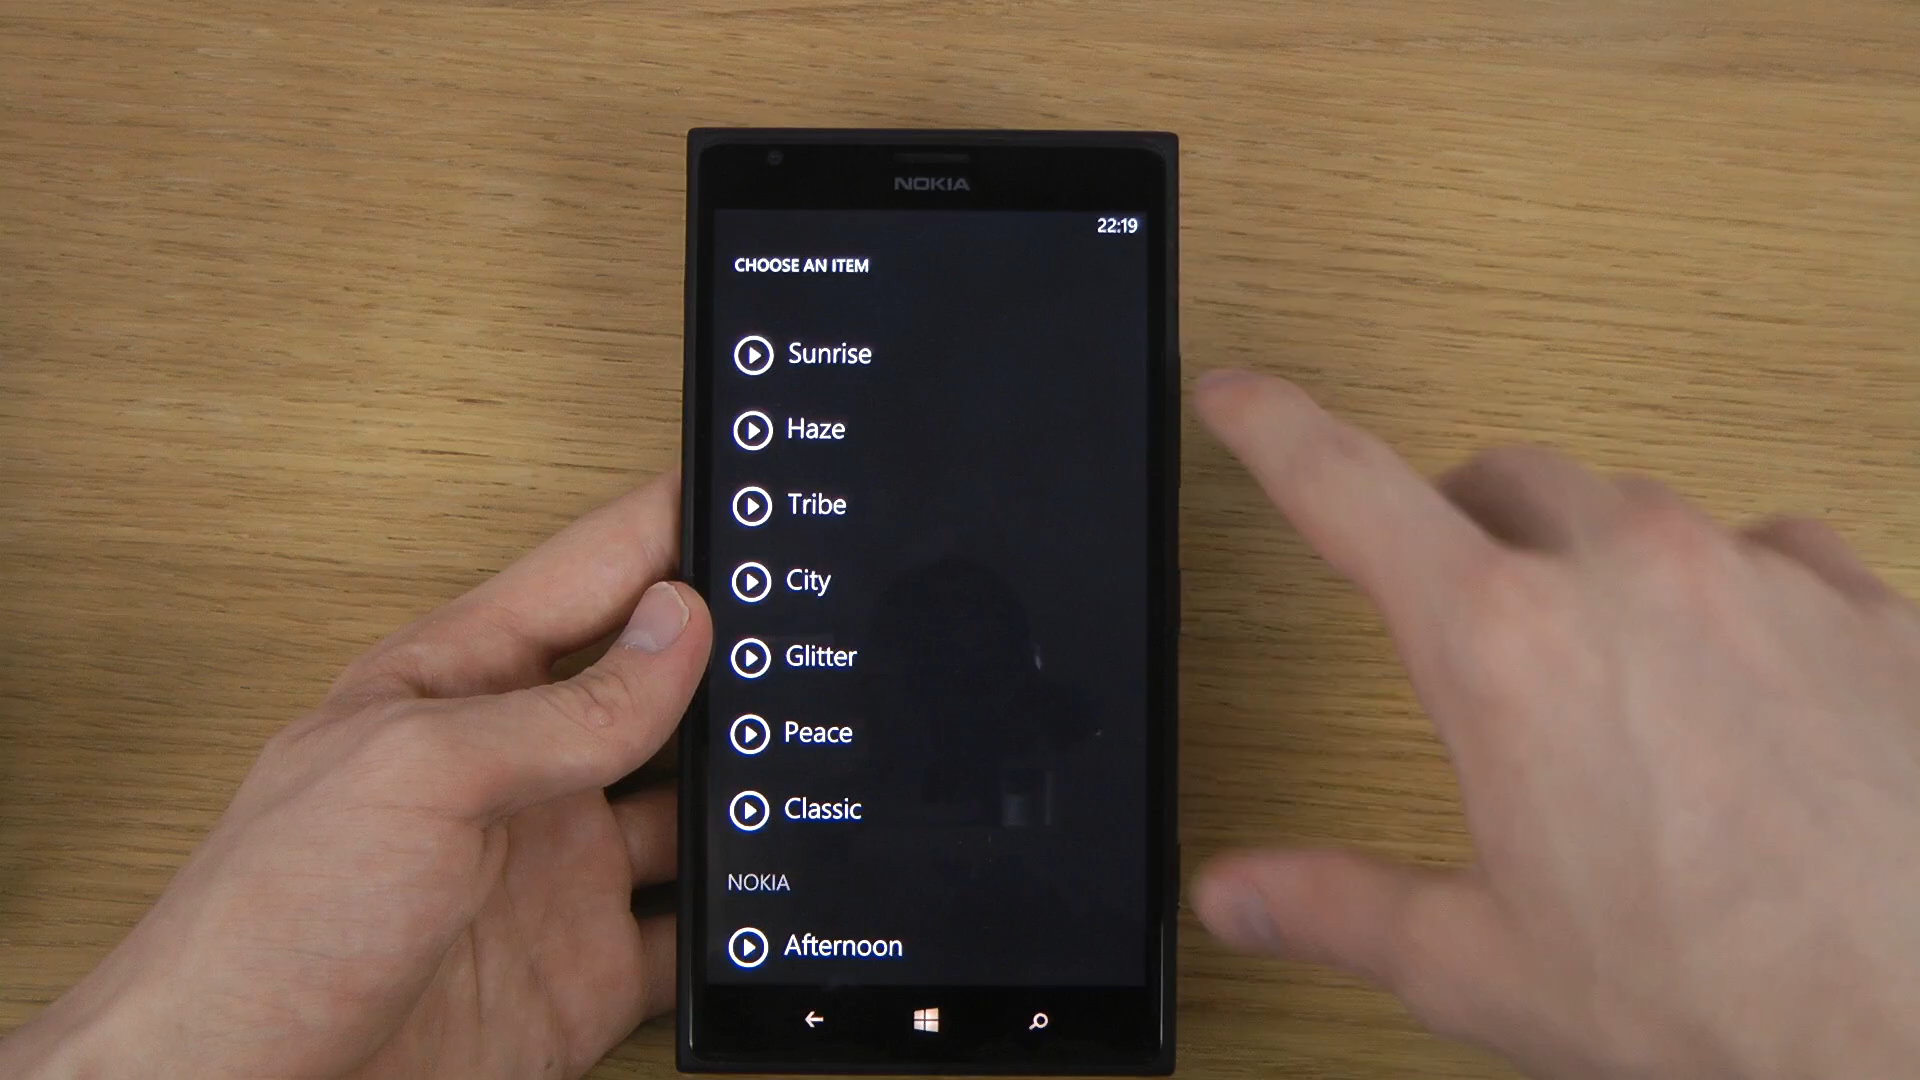 NOKIA
22:19
CHOOSE AN ITEM
Sunrise
Haze
Tribe
City
Glitter
Peace
Classic
NOKIA
Afternoon